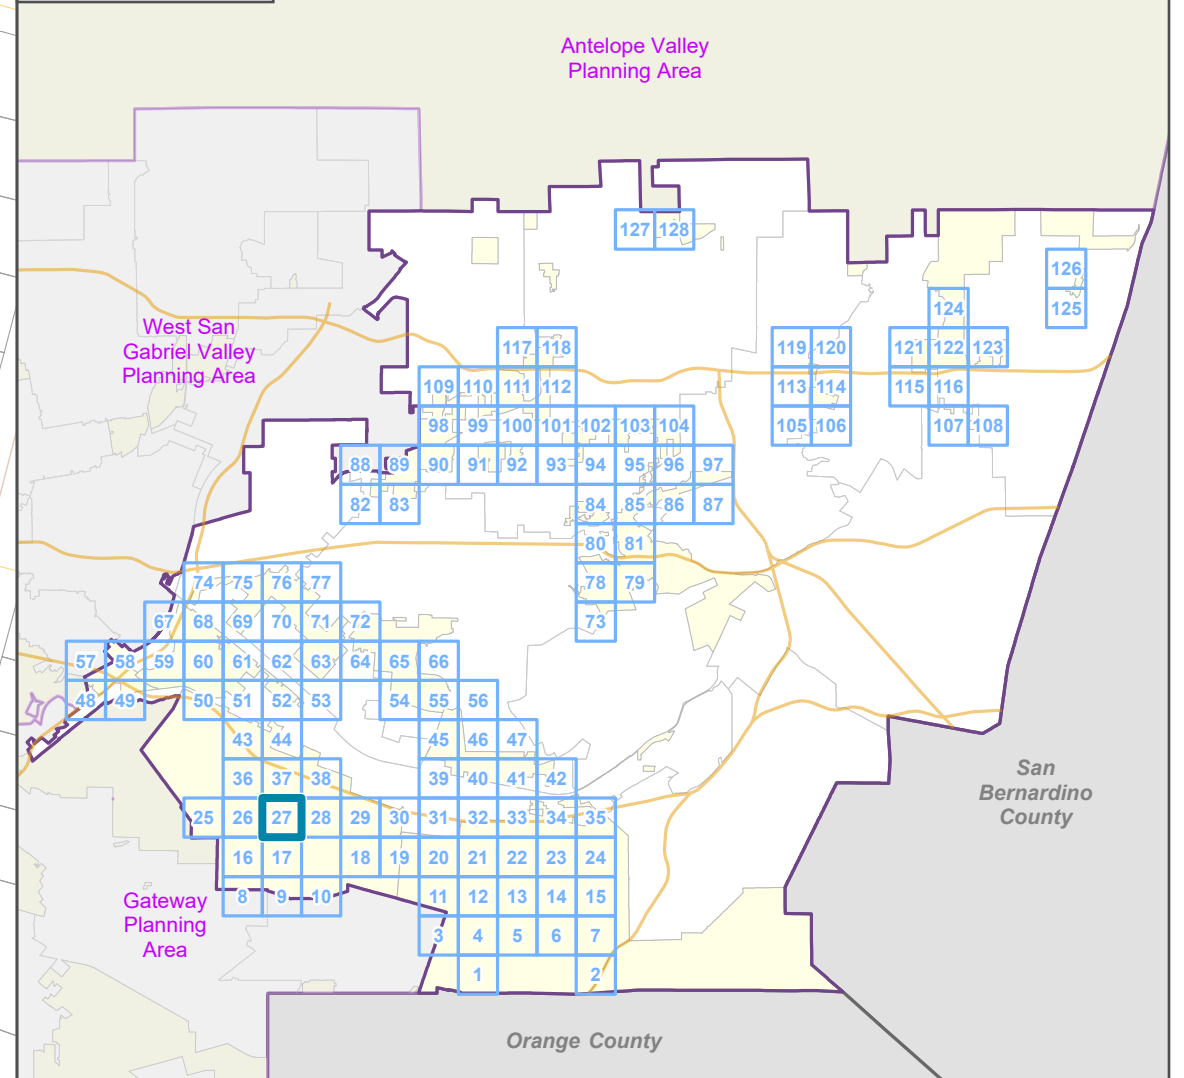 Antelope Valley
Planning Area
127 128
126
125
124
West San
Gabriel Valley
Planning Area
117 118
119 120
121 122 123
109 110 111 112
113 114
115 116
98 99 100 101 102 103 104
105 106
107 108
88 89 90 91 92 93 94 95 96 97
82 83
84 85 86 87
80 81
74 75 76 77
78 79
67 68 69 70 71 72
73
57 58 59 60 61 62 63 64 65 66
48 49
50 51 52 53
54 55 56
43 44
45 46 47
36 37 38
39 40 41 42
San
Bernardino
County
25 26 27 28 29 30 31 32 33 34 35
16 17
18 19 20 21 22 23 24
8 9 10
11 12 13 14 15
Gateway
Planning
Area
3 4 5 6 7
1
2
Orange County